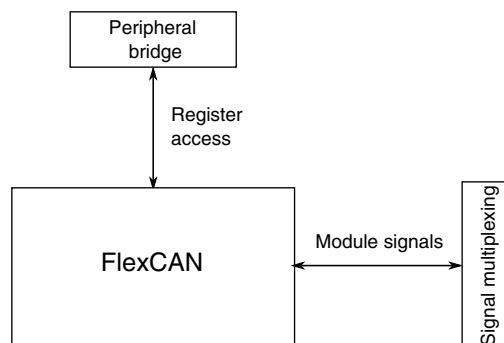 Peripheral
bridge
Register
access
FlexCAN
Module signals
Signal multiplexing